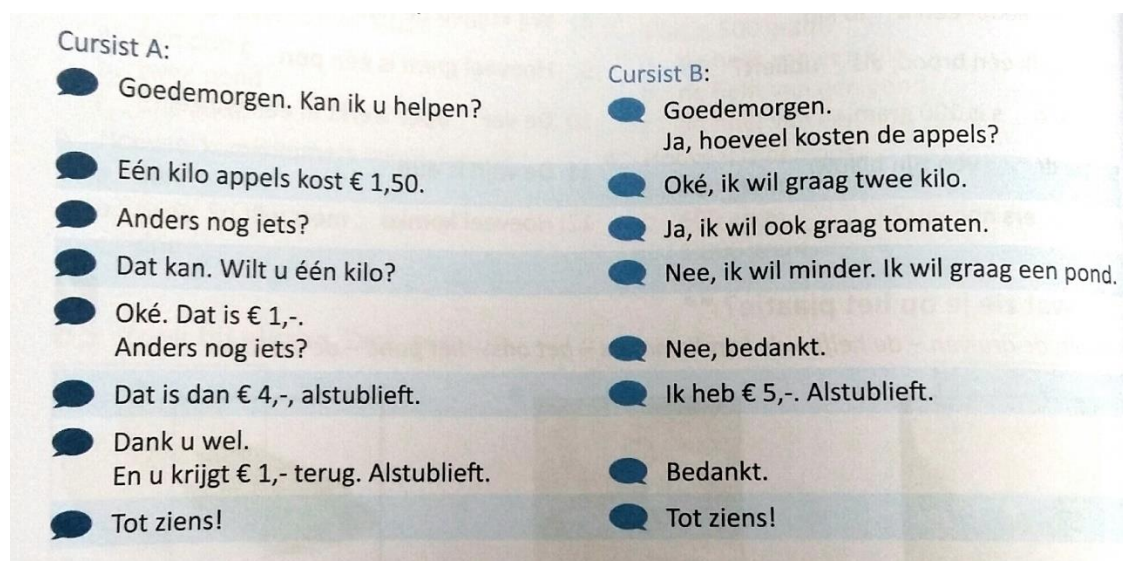 Cursist A:
Goedemorgen. Kan ik u helpen?
Eén kilo appels kost € 1,50.
Anders nog iets?
Dat kan. Wilt u één kilo?
Oké. Dat is € 1,-.
Anders nog iets?
Dat is dan € 4,-, alstublieft.
Dank u wel.
En u krijgt € 1,- terug. Alstublieft.
Tot ziens!
Cursist B:
Goedemorgen.
Ja, hoeveel kosten de appels?
Oké, ik wil graag twee kilo.
Ja, ik wil ook graag tomaten.
Nee, ik wil minder. Ik wil graag een pond.
Nee, bedankt.
Ik heb € 5,-. Alstublieft.
Bedankt.
Tot ziens!